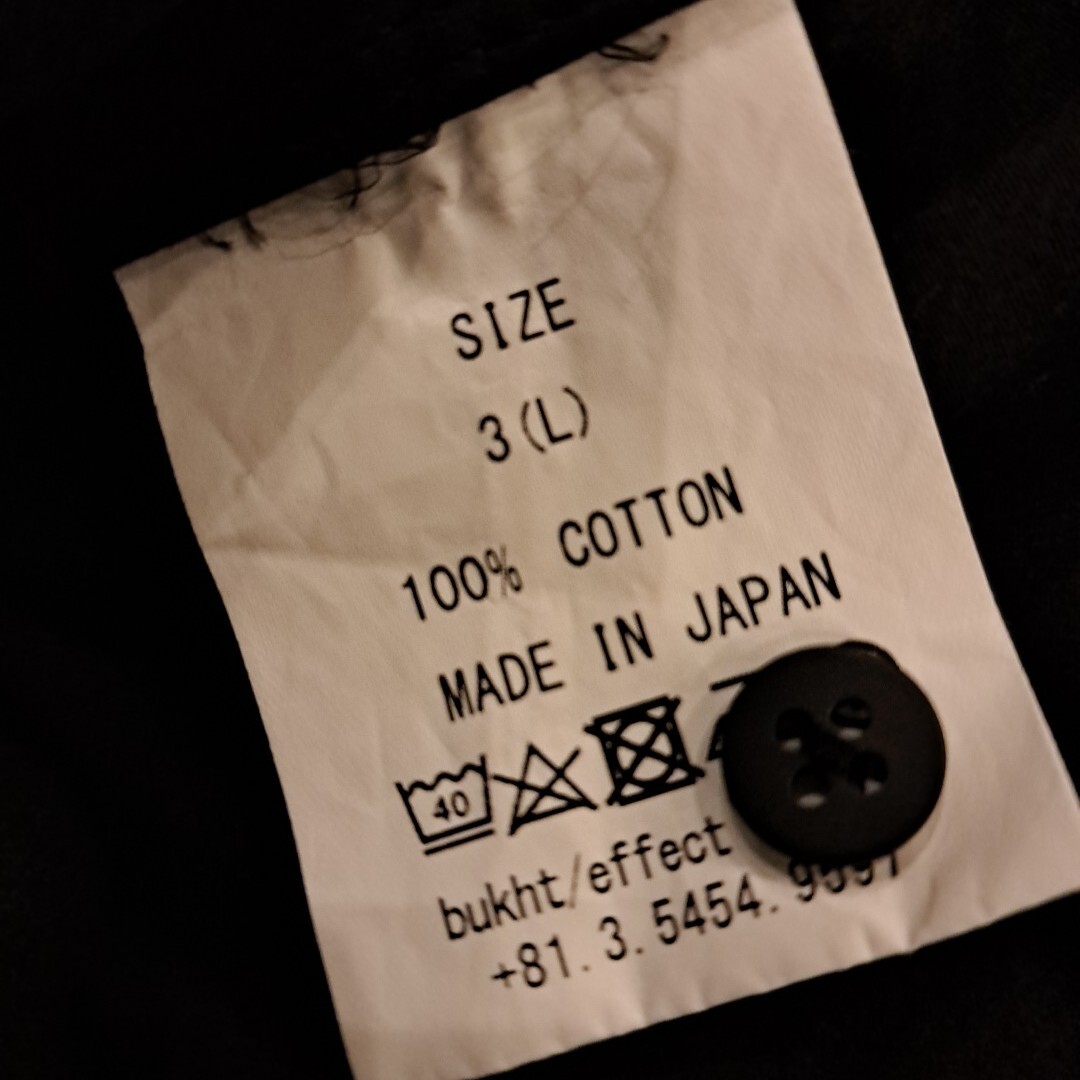 SIZE
3(L)
100% COTTON
MADE IN JAPAN
40
bukht/effect
+81. 3. 5454.